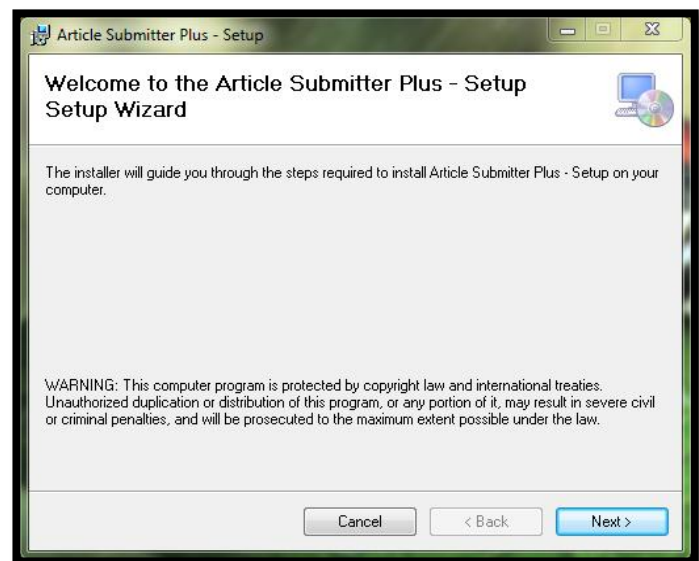 Article Submitter Plus - Setup
Welcome to the Article Submitter Plus - Setup
Setup Wizard
The installer will guide you through the steps required to install Article Submitter Plus - Setup on your
computer.
WARNING: This computer program is protected by copyright law and international treaties.
Unauthorized duplication or distribution of this program, or any portion of it, may result in severe civil
or criminal penalties, and will be prosecuted to the maximum extent possible under the law.
Cancel < Back Next >